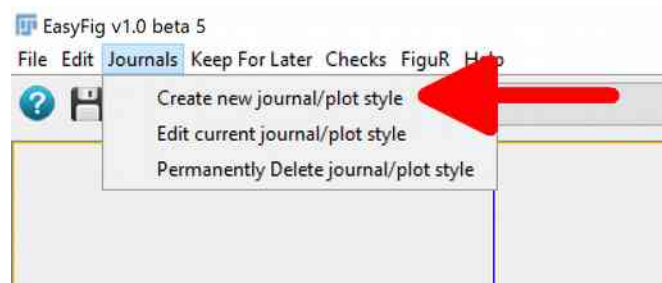 EasyFig v1.0 beta 5
File Edit Journals Keep For Later Checks FiguR Help
Create new journal/plot style
Edit current journal/plot style
Permanently Delete journal/plot style